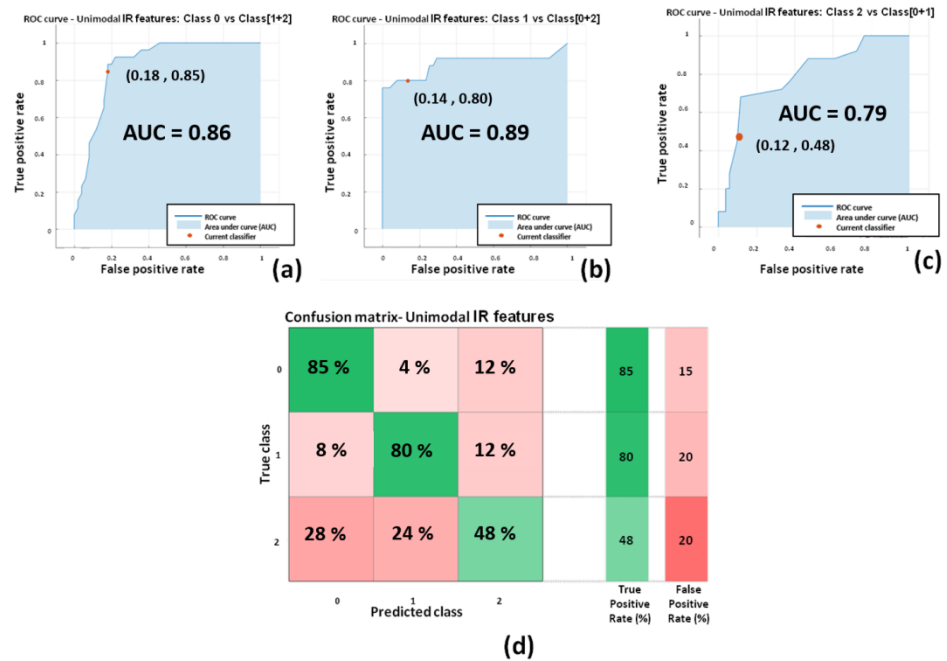 ROC curve - Unimodal IR features: Class 0 vs Class[1+2]
1
0.8
0.6
0.4
0.2
0
True positive rate
(0.18 , 0.85)
AUC = 0.86
ROC curve
Area under curve (AUC)
Current classifier
0 0.2 0.4 0.6 0.8 1
False positive rate
(a)
ROC curve - Unimodal IR features: Class 1 vs Class[0+2]
1
0.8
0.6
0.4
0.2
0
True positive rate
(0.14 , 0.80)
AUC = 0.89
ROC curve
Area under curve (AUC)
Current classifier
0 0.2 0.4 0.6 0.8 1
False positive rate
(b)
ROC curve - Unimodal IR features: Class 2 vs Class[0+1]
1
0.8
0.6
0.4
0.2
0
True positive rate
AUC = 0.79
(0.12 , 0.48)
ROC curve
Area under curve (AUC)
Current classifier
0 0.2 0.4 0.6 0.8 1
False positive rate
(c)
Confusion matrix- Unimodal IR features
True class
0 85 % 4 % 12 % 85 15
1 8 % 80 % 12 % 80 20
2 28 % 24 % 48 % 48 20
0 1 2
Predicted class
True
Positive
Rate (%)
False
Positive
Rate (%)
(d)